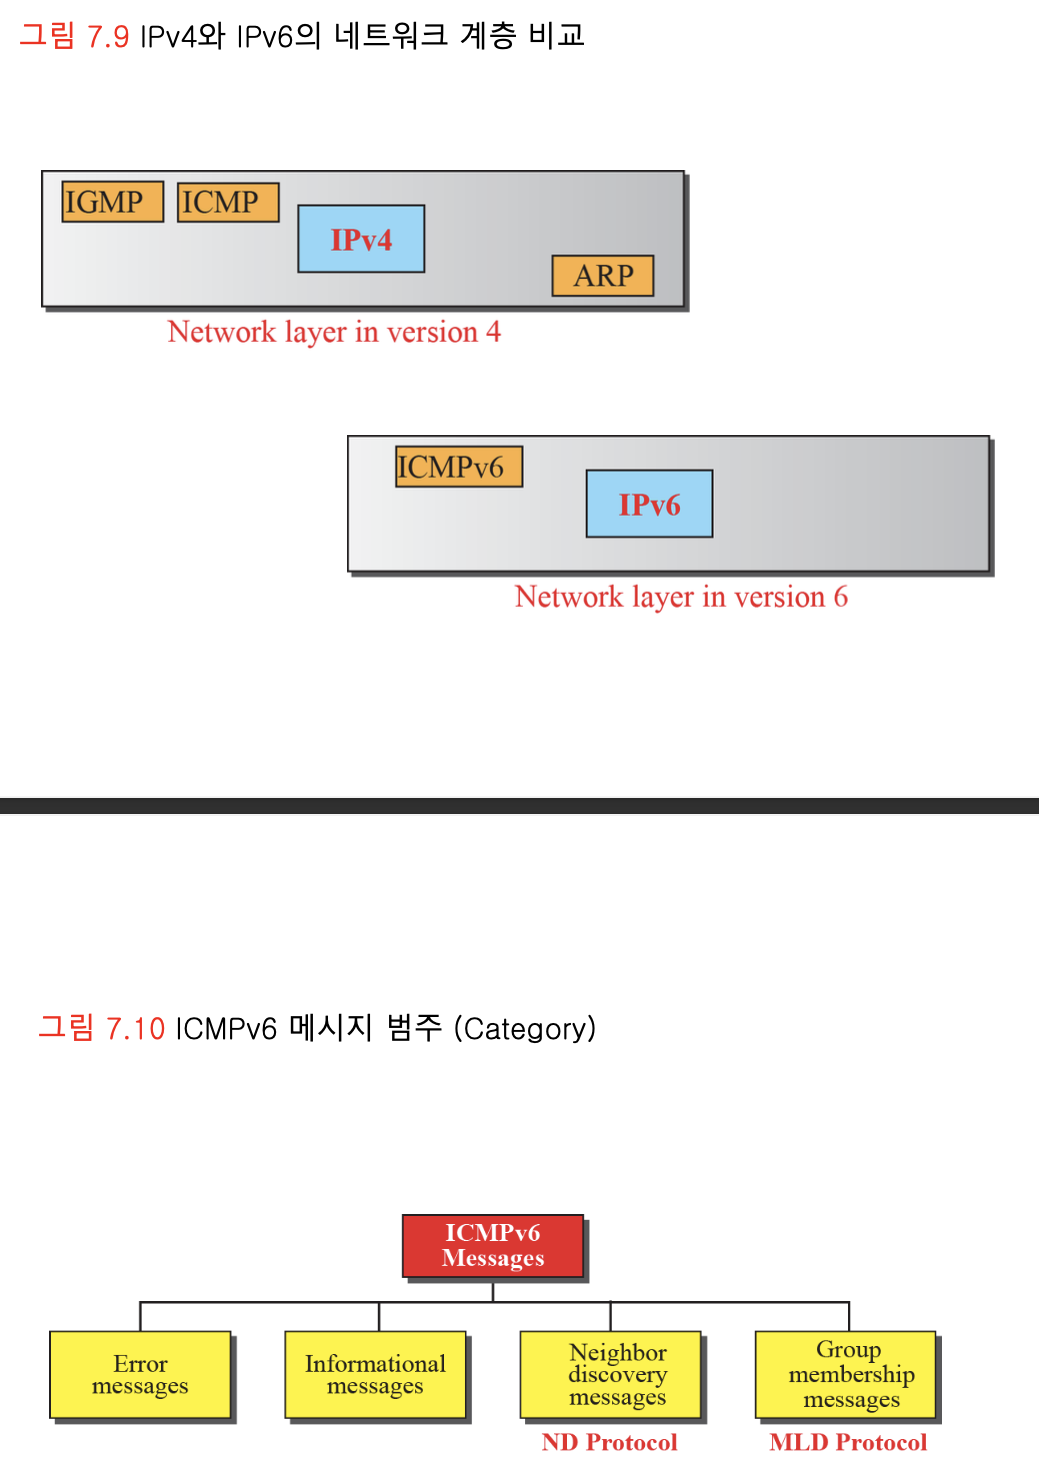 그림 7.9 IPv4와 IPv6의 네트워크 계층 비교
IGMP
ICMP
IPv4
ARP
Network layer in version 4
ICMPv6
IPv6
Network layer in version 6
그림 7.10 ICMPv6 메시지 범주 (Category)
ICMPv6
Messages
Error
messages
Informational
messages
Neighbor
discovery
messages
Group
membership
messages
ND Protocol
MLD Protocol